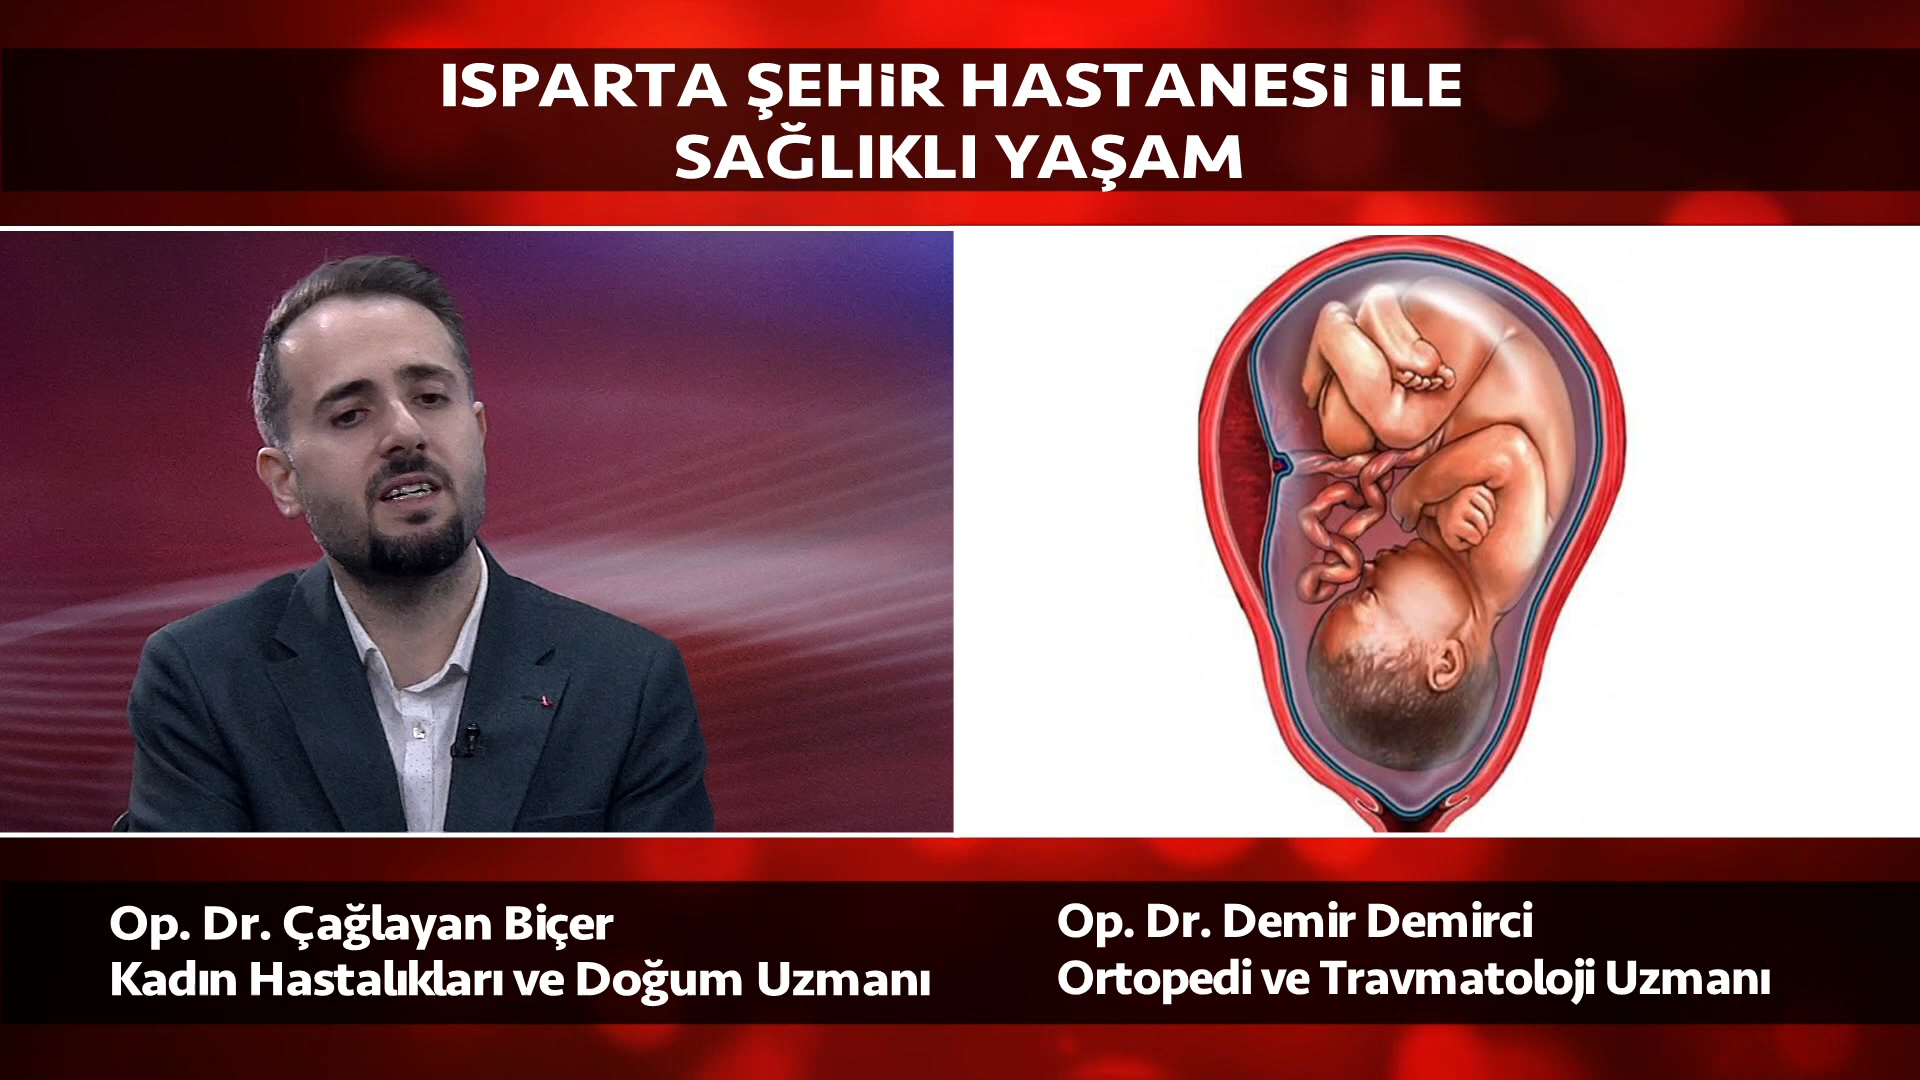 ISPARTA ŞEHİR HASTANESİ İLE
SAĞLIKLI YAŞAM
Op. Dr. Çağlayan Biçer
Kadın Hastalıkları ve Doğum Uzmanı
Op. Dr. Demir Demirci
Ortopedi ve Travmatoloji Uzmanı